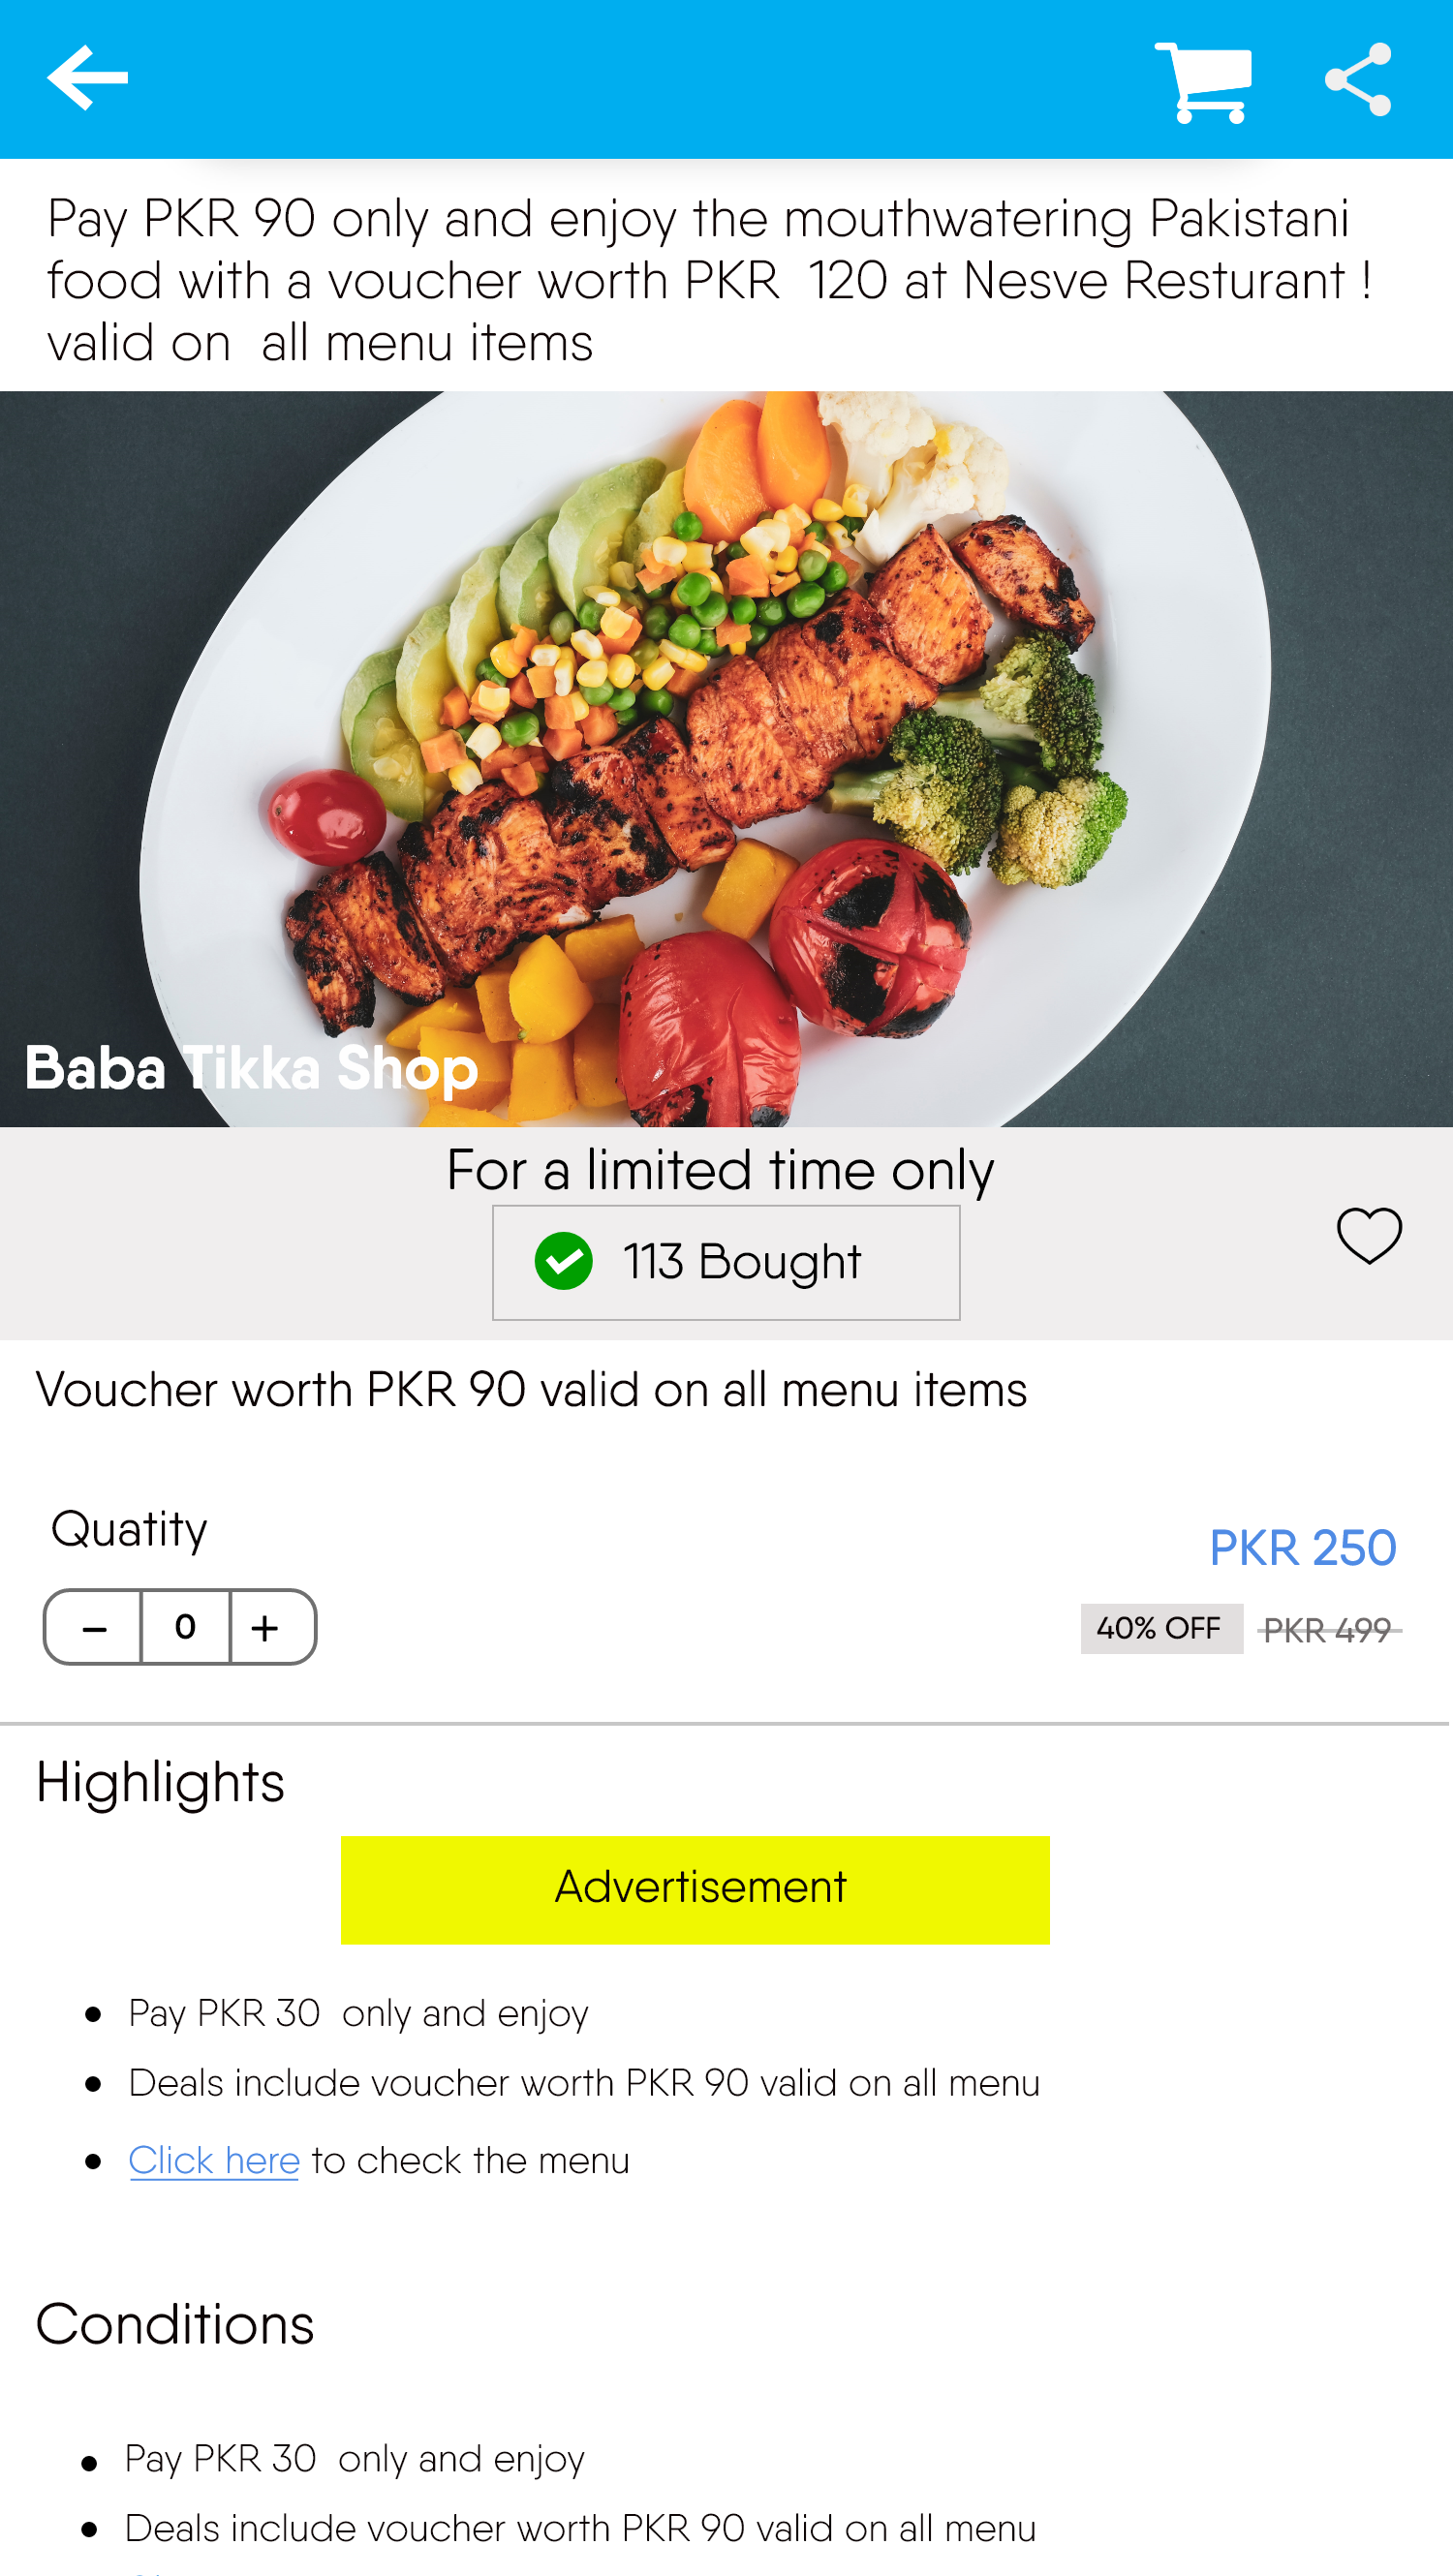 Pay PKR 90 only and enjoy the mouthwatering Pakistani
food with a voucher worth PKR  120 at Nesve Resturant !
valid on  all menu items
Baba Tikka Shop
For a limited time only
113 Bought
Voucher worth PKR 90 valid on all menu items
Quatity
PKR 250
− 0 +
40% OFF PKR 499
Highlights
Advertisement
• Pay PKR 30  only and enjoy
• Deals include voucher worth PKR 90 valid on all menu
• Click here to check the menu
Conditions
• Pay PKR 30  only and enjoy
• Deals include voucher worth PKR 90 valid on all menu